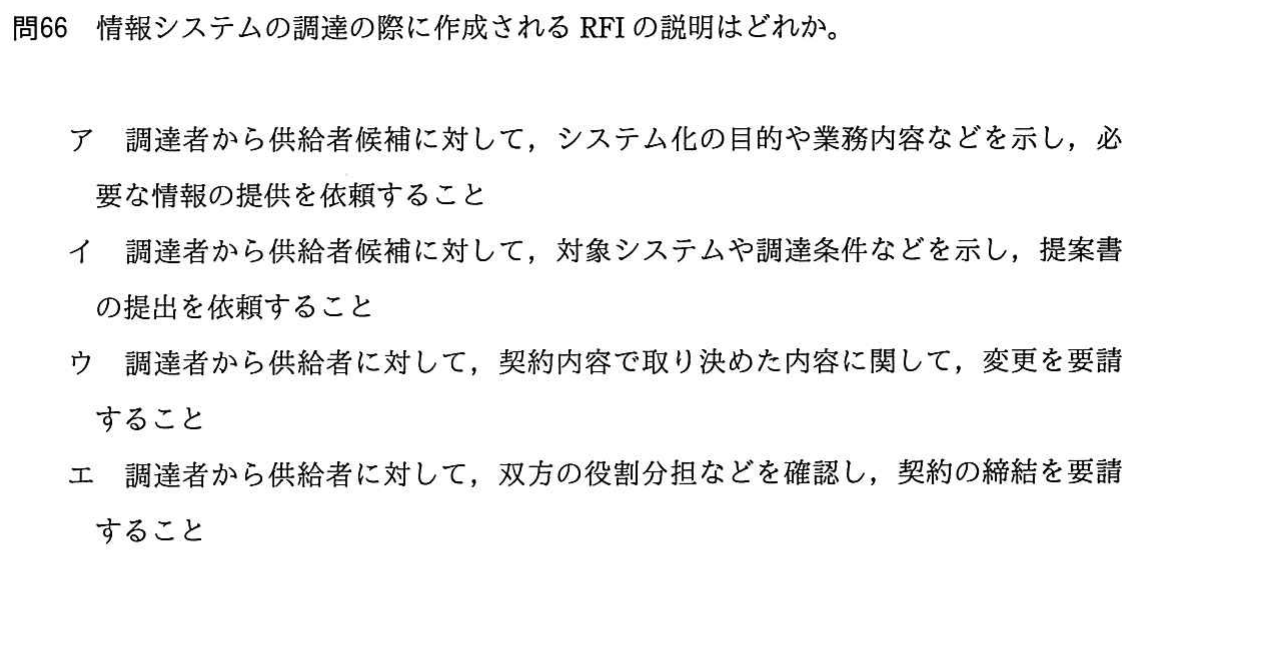 問66　情報システムの調達の際に作成される RFI の説明はどれか。
ア　調達者から供給者候補に対して，システム化の目的や業務内容などを示し，必
要な情報の提供を依頼すること
イ　調達者から供給者候補に対して，対象システムや調達条件などを示し，提案書
の提出を依頼すること
ウ　調達者から供給者に対して，契約内容で取り決めた内容に関して，変更を要請
すること
エ　調達者から供給者に対して，双方の役割分担などを確認し，契約の締結を要請
すること